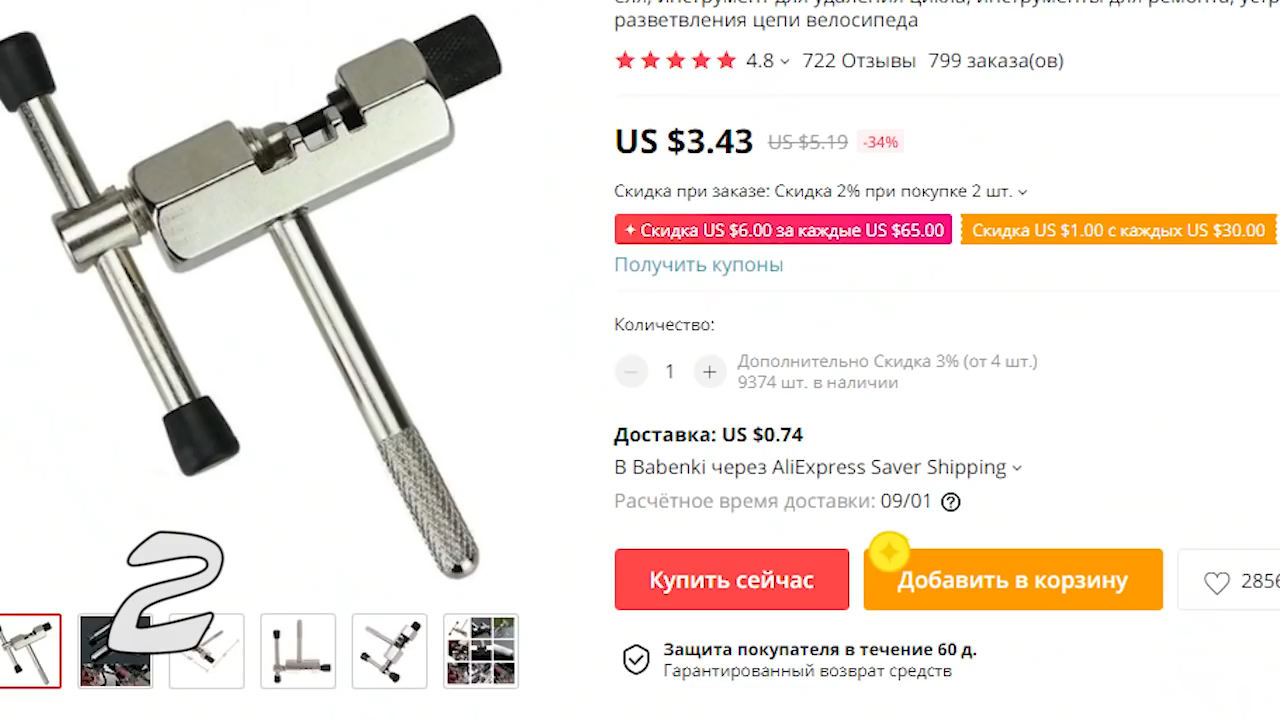 разветвления цепи велосипеда
4.8 722 Отзывы 799 заказа(ов)
US $3.43 US $5.19 -34%
Скидка при заказе: Скидка 2% при покупке 2 шт.
Скидка US $6.00 за каждые US $65.00 Скидка US $1.00 с каждых US $30.00
Получить купоны
Количество:
1
Дополнительно Скидка 3% (от 4 шт.)
9374 шт. в наличии
Доставка: US $0.74
В Babenki через AliExpress Saver Shipping
Расчётное время доставки: 09/01
Купить сейчас
Добавить в корзину
Защита покупателя в течение 60 д.
Гарантированный возврат средств
2